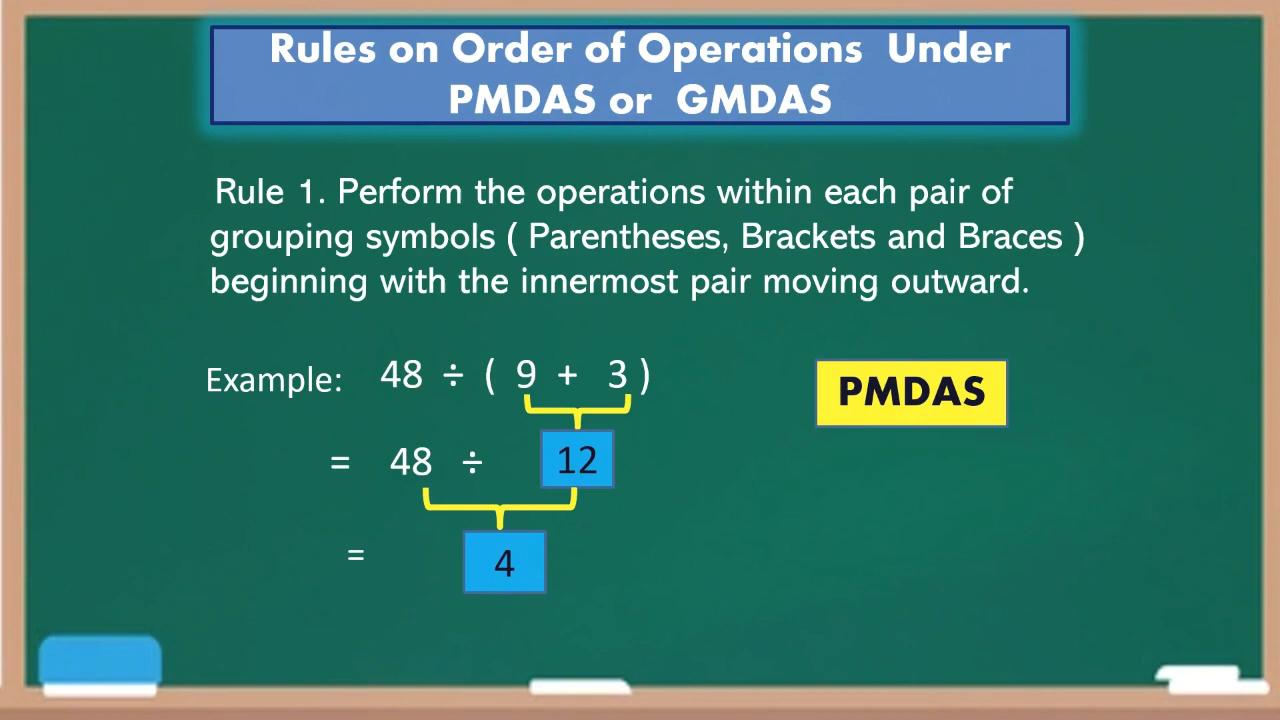 Rules on Order of Operations Under
PMDAS or GMDAS
Rule 1. Perform the operations within each pair of
grouping symbols ( Parentheses, Brackets and Braces )
beginning with the innermost pair moving outward.
Example: 48 ÷ ( 9 + 3 )
PMDAS
= 48 ÷ 12
= 4